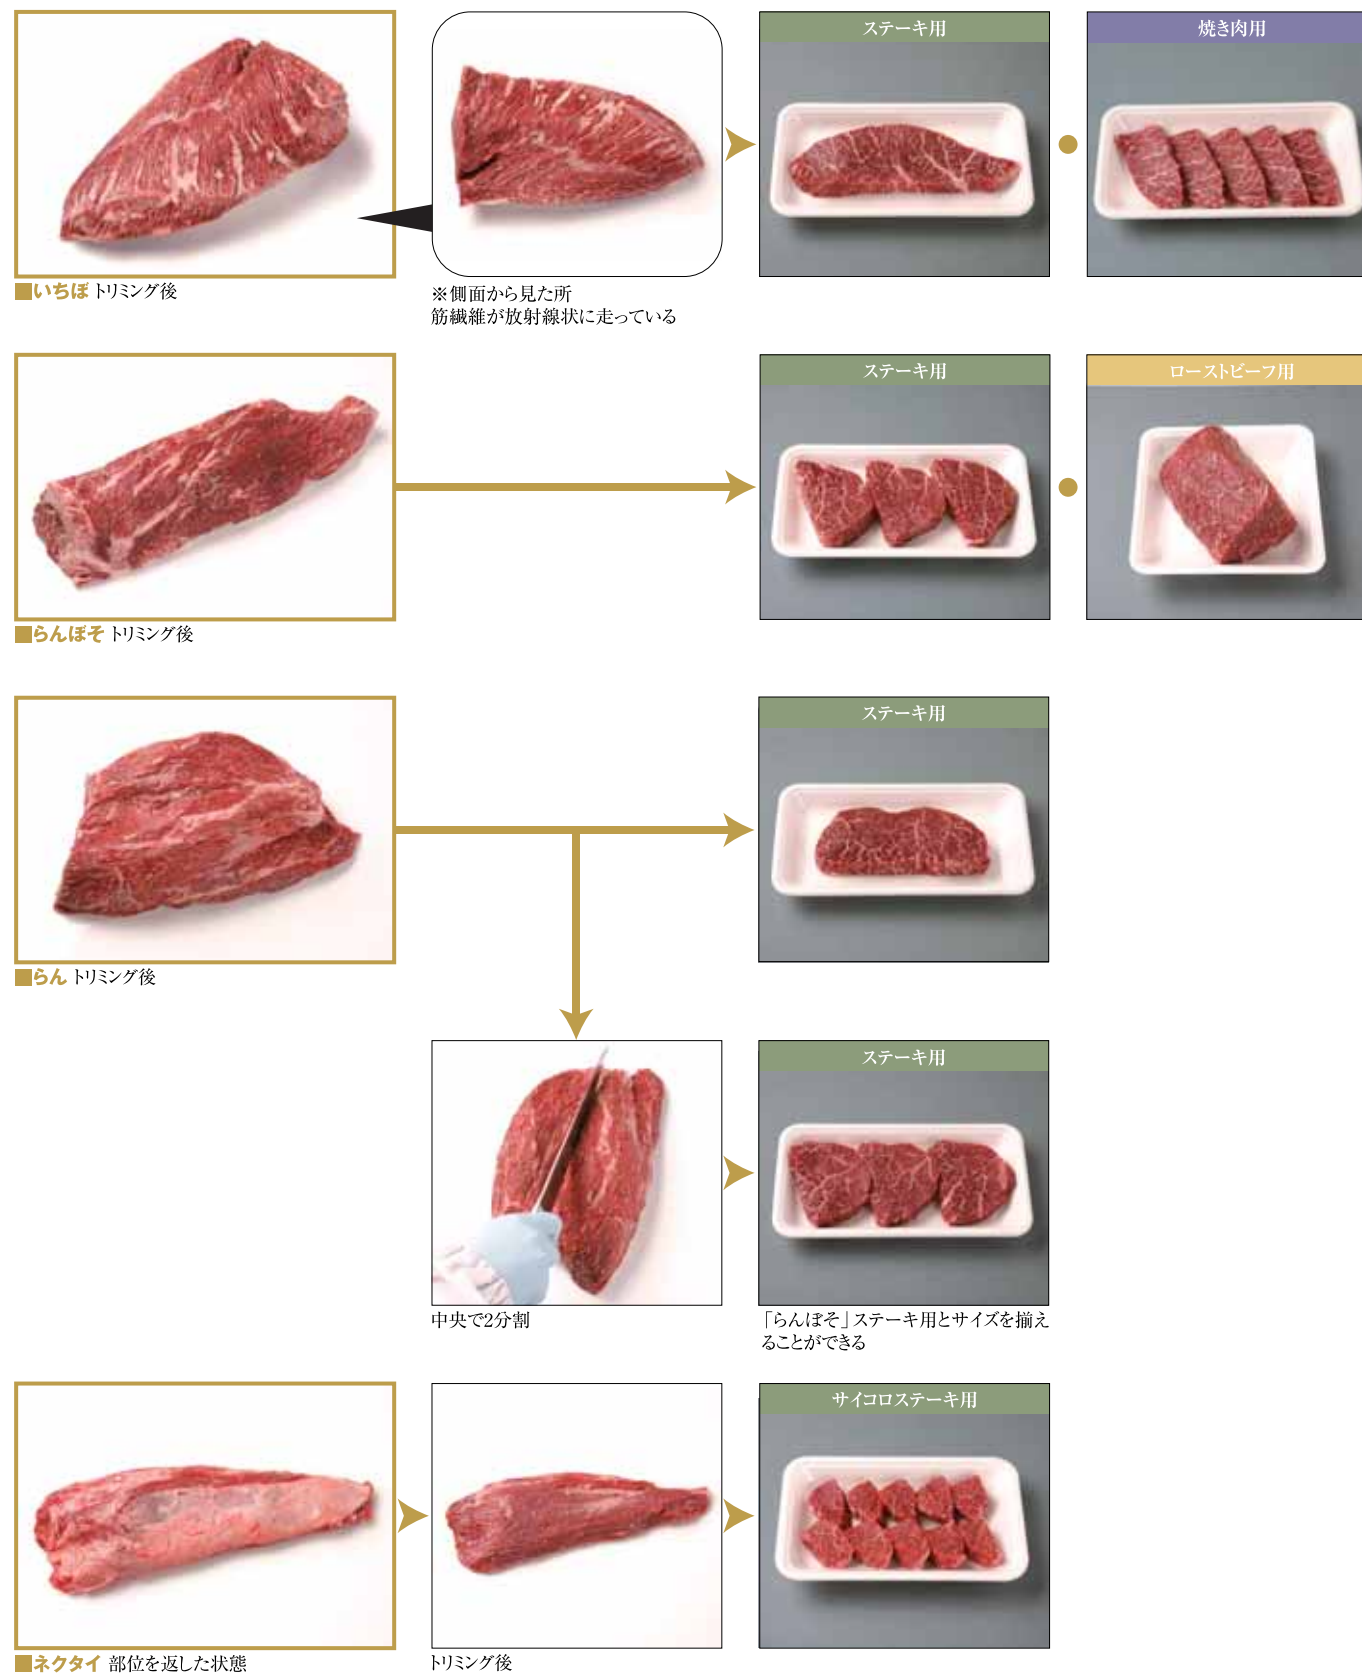 ステーキ用
焼き肉用
■いちぼ トリミング後
※側面から見た所
筋繊維が放射線状に走っている
ステーキ用
ローストビーフ用
■らんぼそ トリミング後
ステーキ用
■らん トリミング後
ステーキ用
中央で2分割
「らんぼそ」ステーキ用とサイズを揃え
ることができる
サイコロステーキ用
■ネクタイ 部位を返した状態
トリミング後